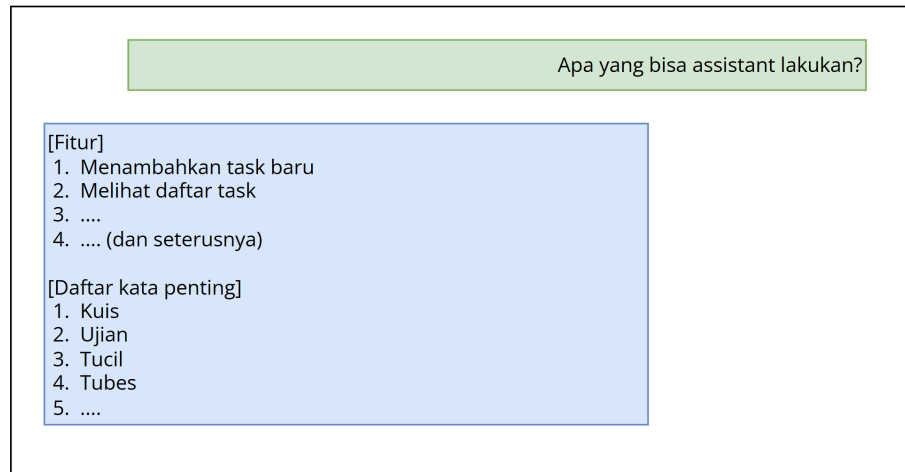 Apa yang bisa assistant lakukan?
[Fitur]
1. Menambahkan task baru
2. Melihat daftar task
3. ....
4. .... (dan seterusnya)
[Daftar kata penting]
1. Kuis
2. Ujian
3. Tucil
4. Tubes
5. ....